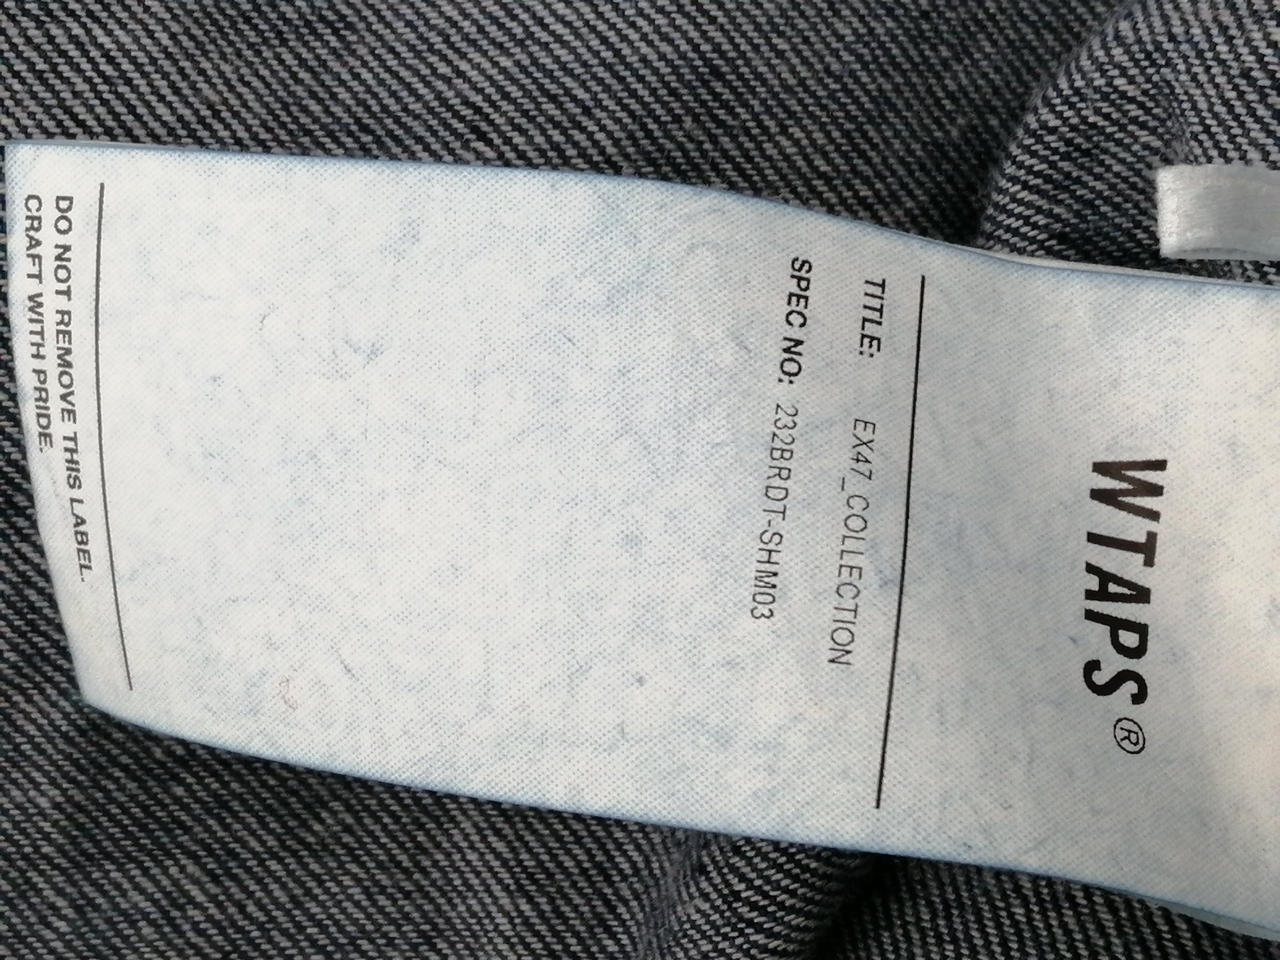 WTAPS®
TITLE: EX47_COLLECTION
SPEC NO: 232BRDT-SHM03
DO NOT REMOVE THIS LABEL.
CRAFT WITH PRIDE.